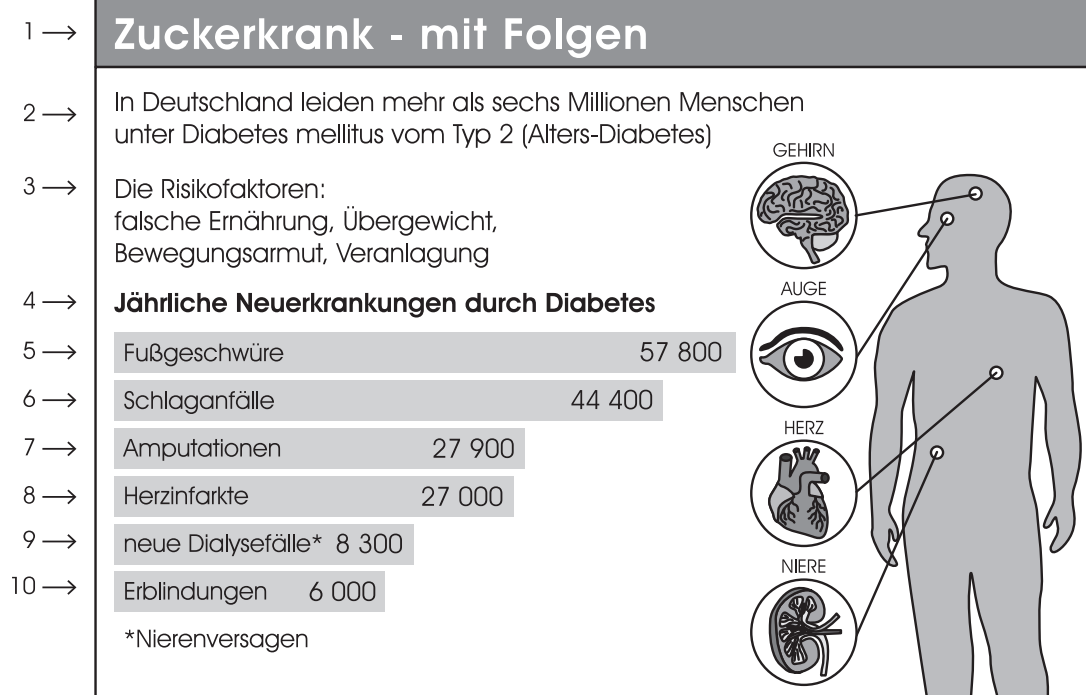 1 → Zuckerkrank - mit Folgen
2 → In Deutschland leiden mehr als sechs Millionen Menschen
unter Diabetes mellitus vom Typ 2 (Alters-Diabetes)
3 → Die Risikofaktoren:
falsche Ernährung, Übergewicht,
Bewegungsarmut, Veranlagung
4 → Jährliche Neuerkrankungen durch Diabetes
5 → Fußgeschwüre 57 800
6 → Schlaganfälle 44 400
7 → Amputationen 27 900
8 → Herzinfarkte 27 000
9 → neue Dialysefälle* 8 300
10 → Erblindungen 6 000
*Nierenversagen
GEHIRN
AUGE
HERZ
NIERE